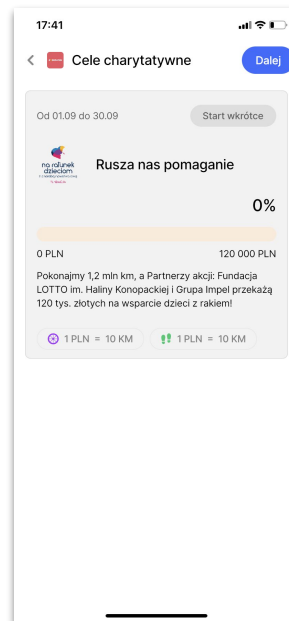 17:41
Cele charytatywne
Dalej
Od 01.09 do 30.09
Start wkrótce
na ratunek
dzieciom
Rusza nas pomaganie
0%
0 PLN
120 000 PLN
Pokonajmy 1,2 mln km, a Partnerzy akcji: Fundacja
LOTTO im. Haliny Konopackiej i Grupa Impel przekażą
120 tys. złotych na wsparcie dzieci z rakiem!
1 PLN = 10 KM
1 PLN = 10 KM